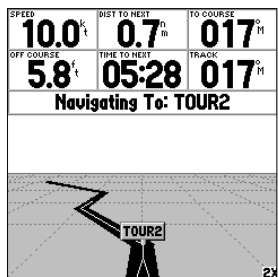 SPEED DIST TO NEXT TO COURSE
10.0kt 0.7nm 017°M
OFF COURSE TIME TO NEXT TRACK
5.8ft 05:28 017°M
Navigating To: TOUR2
TOUR2